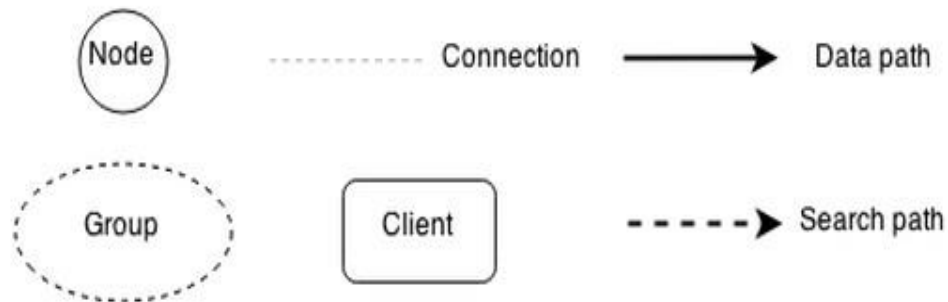 Node
Connection
Data path
Group
Client
Search path